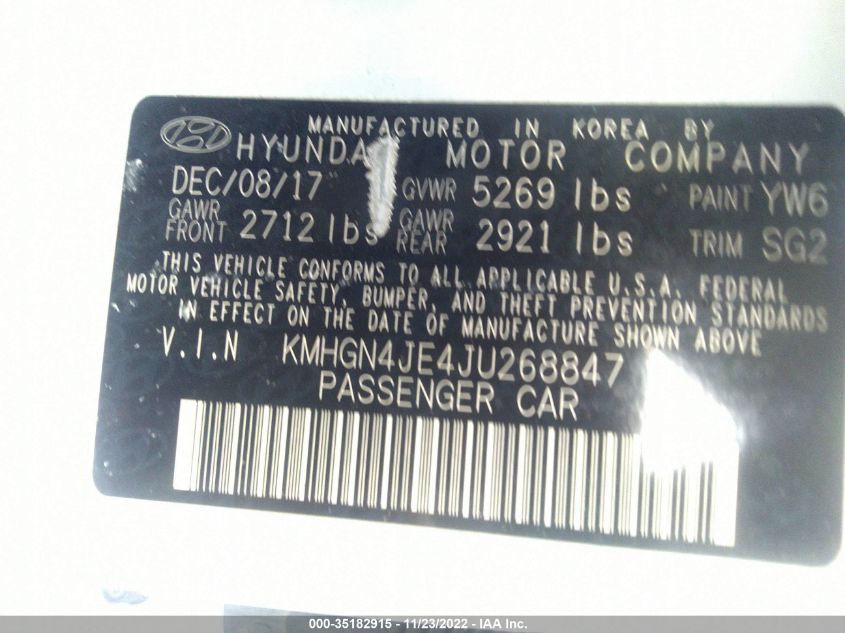 MANUFACTURED IN KOREA BY
HYUNDAI MOTOR COMPANY
DEC/08/17 GVWR 5269 lbs PAINT YW6
GAWR FRONT 2712 lbs GAWR REAR 2921 lbs TRIM SG2
THIS VEHICLE CONFORMS TO ALL APPLICABLE U.S.A. FEDERAL
MOTOR VEHICLE SAFETY, BUMPER, AND THEFT PREVENTION STANDARDS
IN EFFECT ON THE DATE OF MANUFACTURE SHOWN ABOVE
V.I.N KMHGN4JE4JU268847
PASSENGER CAR
000-35182915 - 11/23/2022 - IAA Inc.